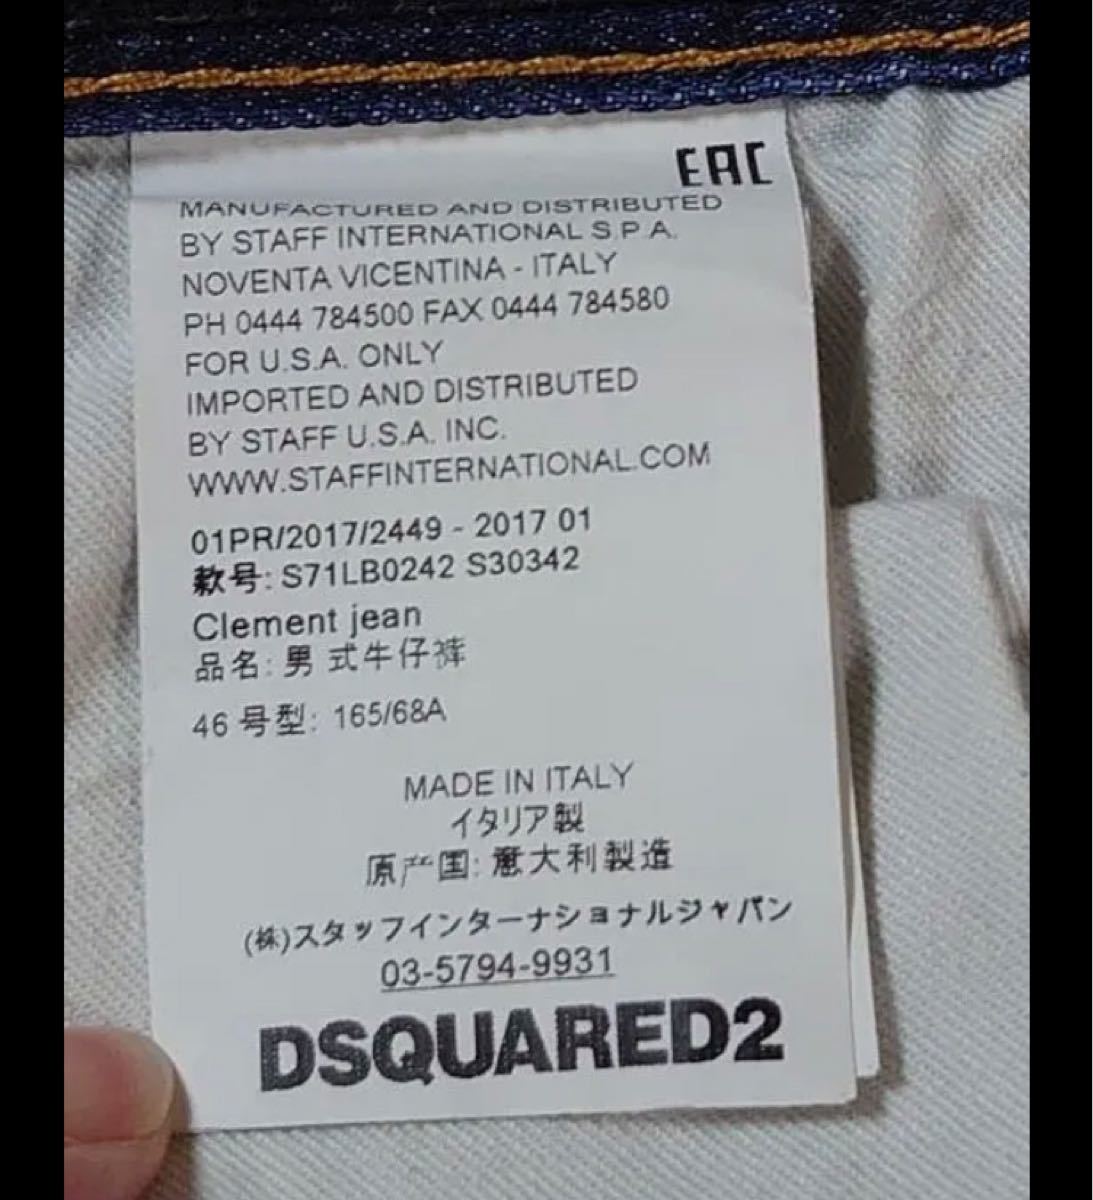 EAC
MANUFACTURED AND DISTRIBUTED
BY STAFF INTERNATIONAL S.P.A.
NOVENTA VICENTINA - ITALY
PH 0444 784500 FAX 0444 784580
FOR U.S.A. ONLY
IMPORTED AND DISTRIBUTED
BY STAFF U.S.A. INC.
WWW.STAFFINTERNATIONAL.COM
01PR/2017/2449 - 2017 01
款号: S71LB0242 S30342
Clement jean
品名: 男 式牛仔裤
46 号型: 165/68A
MADE IN ITALY
イタリア製
原产国: 意大利製造
(株)スタッフインターナショナルジャパン
03-5794-9931
DSQUARED2